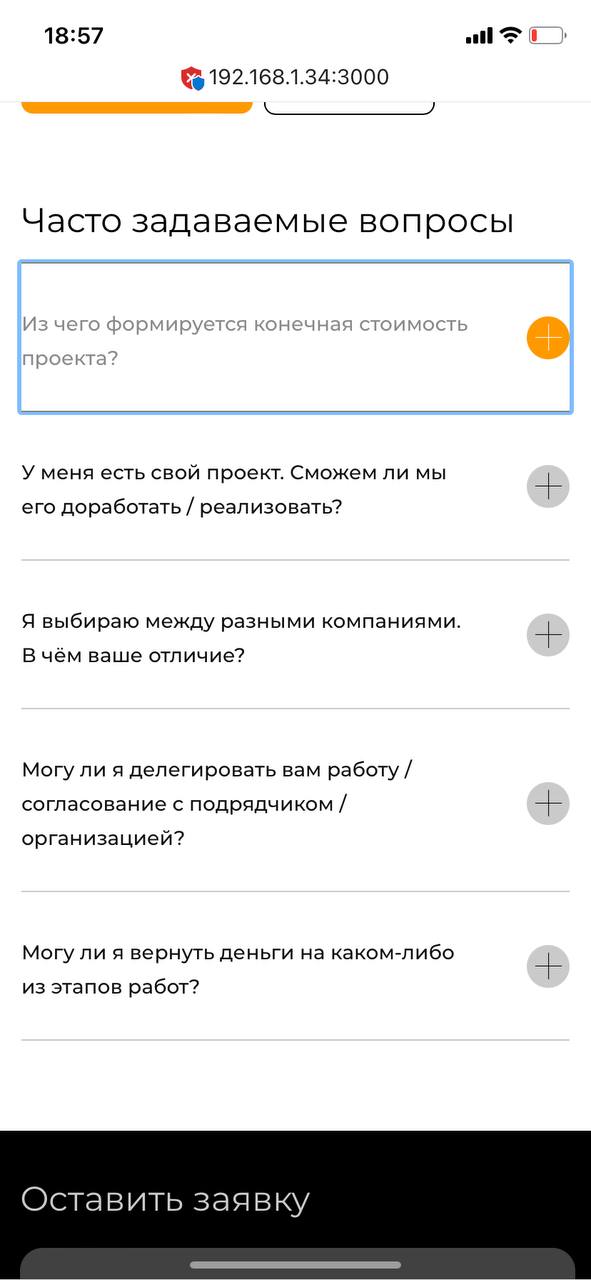 18:57
192.168.1.34:3000
Часто задаваемые вопросы
Из чего формируется конечная стоимость
проекта?
У меня есть свой проект. Сможем ли мы
его доработать / реализовать?
Я выбираю между разными компаниями.
В чём ваше отличие?
Могу ли я делегировать вам работу /
согласование с подрядчиком /
организацией?
Могу ли я вернуть деньги на каком-либо
из этапов работ?
Оставить заявку